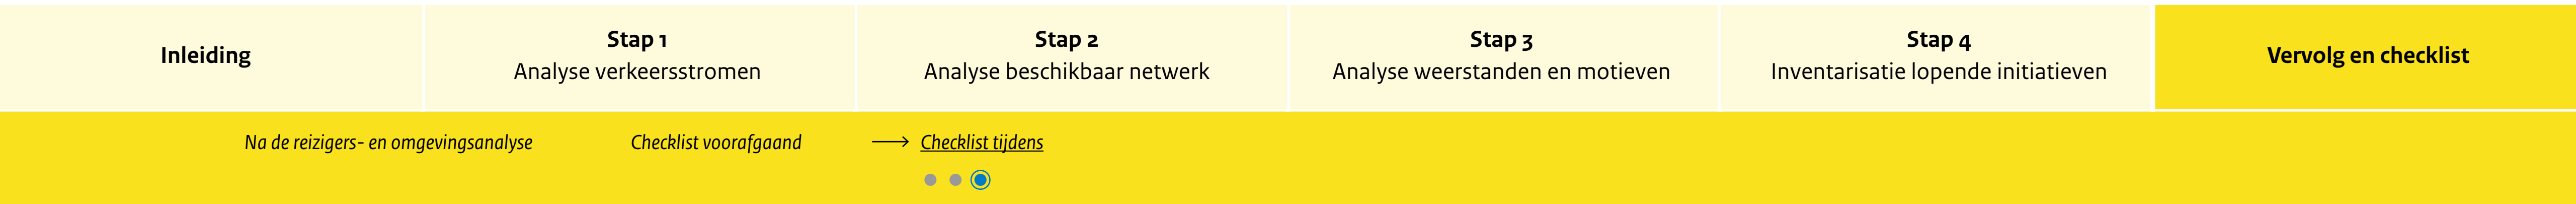 Inleiding
Stap 1
Analyse verkeersstromen
Stap 2
Analyse beschikbaar netwerk
Stap 3
Analyse weerstanden en motieven
Stap 4
Inventarisatie lopende initiatieven
Vervolg en checklist
Na de reizigers- en omgevingsanalyse
Checklist voorafgaand
→ Checklist tijdens